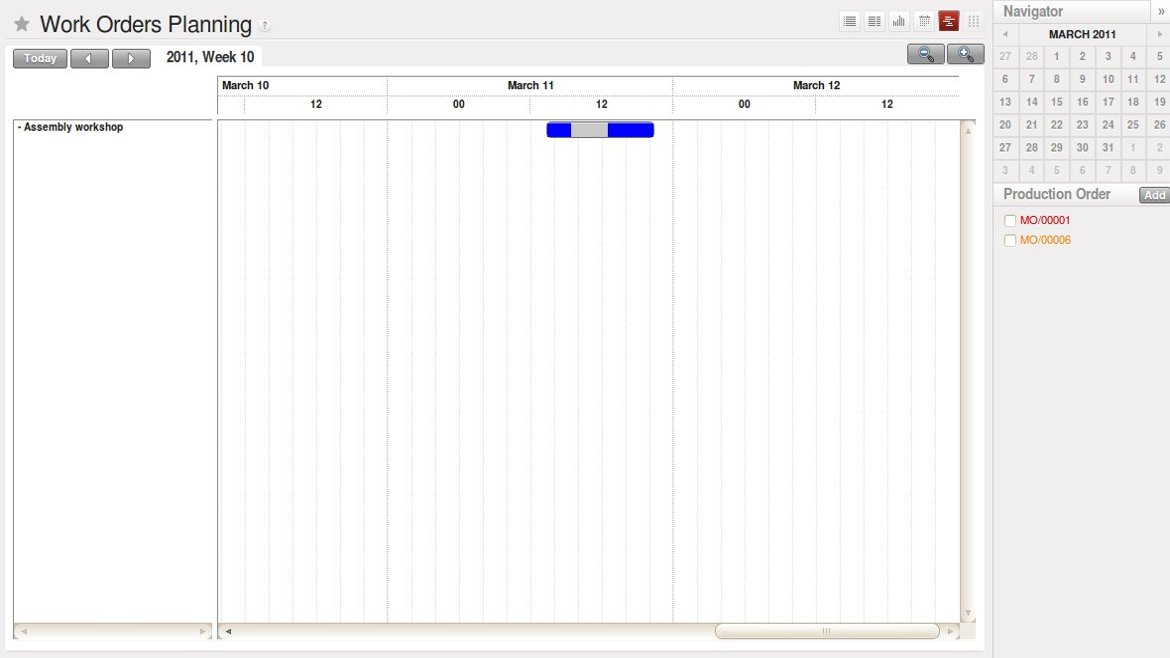 Work Orders Planning ?
Today
2011, Week 10
March 10 March 11 March 12
12 00 12 00 12
- Assembly workshop
Navigator »
MARCH 2011
27 28 1 2 3 4 5
6 7 8 9 10 11 12
13 14 15 16 17 18 19
20 21 22 23 24 25 26
27 28 29 30 31 1 2
3 4 5 6 7 8 9
Production Order Add
MO/00001
MO/00006